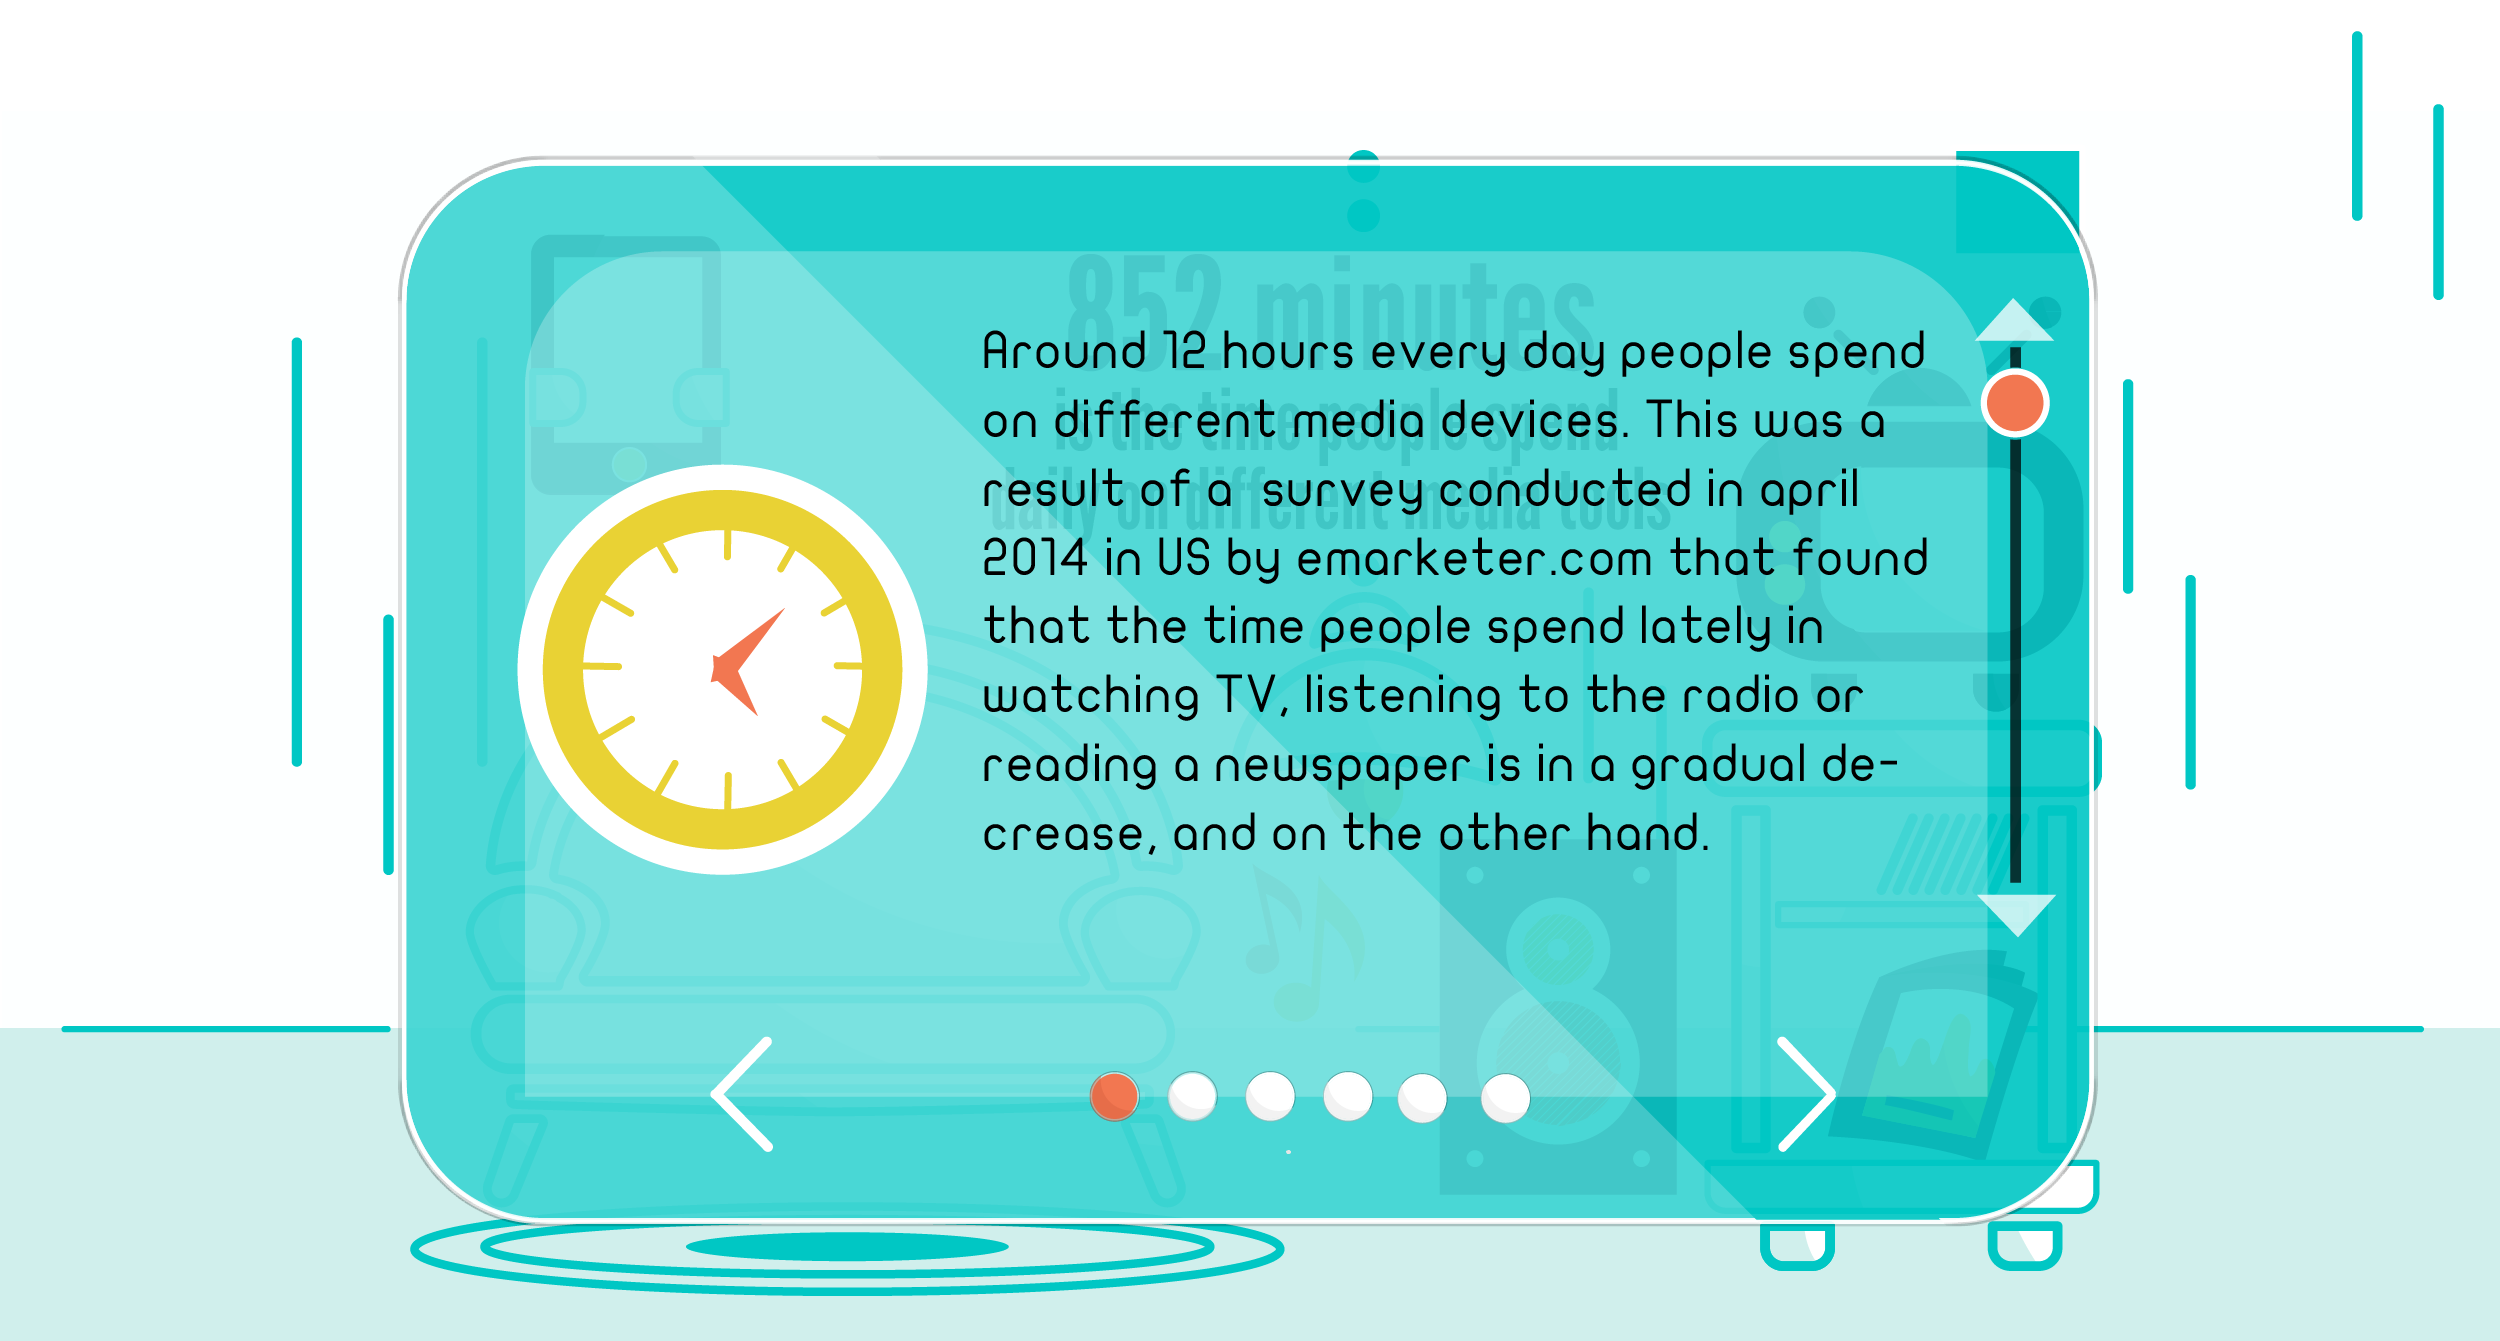 852 minutes
is the time people spend
daily on different media tools
Around 12 hours every day people spend
on different media devices. This was a
result of a survey conducted in april
2014 in US by emarketer.com that found
that the time people spend lately in
watching TV, listening to the radio or
reading a newspaper is in a gradual de-
crease, and on the other hand.